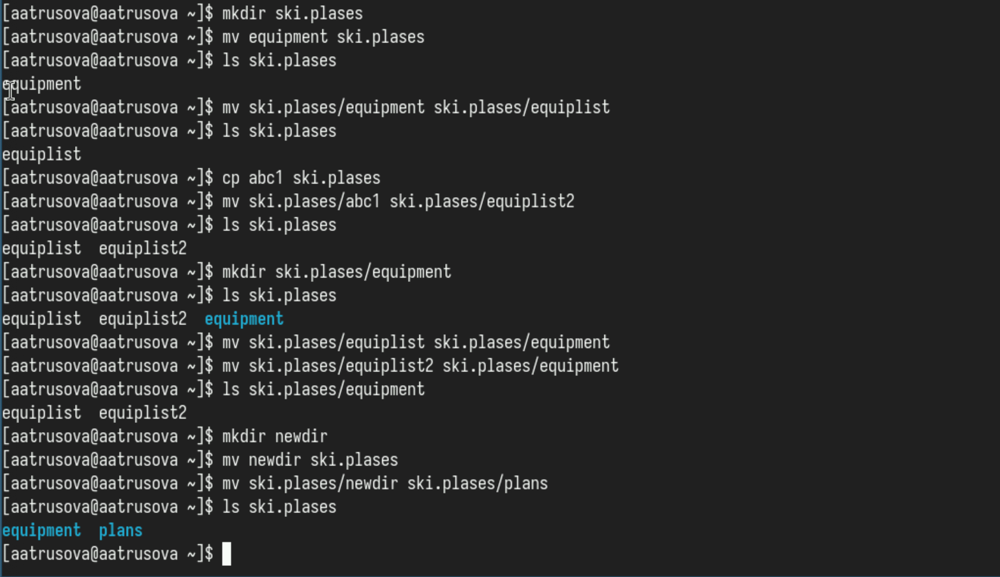 [aatrusova@aatrusova ~]$ mkdir ski.plases
[aatrusova@aatrusova ~]$ mv equipment ski.plases
[aatrusova@aatrusova ~]$ ls ski.plases
equipment
[aatrusova@aatrusova ~]$ mv ski.plases/equipment ski.plases/equiplist
[aatrusova@aatrusova ~]$ ls ski.plases
equiplist
[aatrusova@aatrusova ~]$ cp abc1 ski.plases
[aatrusova@aatrusova ~]$ mv ski.plases/abc1 ski.plases/equiplist2
[aatrusova@aatrusova ~]$ ls ski.plases
equiplist  equiplist2
[aatrusova@aatrusova ~]$ mkdir ski.plases/equipment
[aatrusova@aatrusova ~]$ ls ski.plases
equiplist  equiplist2  equipment
[aatrusova@aatrusova ~]$ mv ski.plases/equiplist ski.plases/equipment
[aatrusova@aatrusova ~]$ mv ski.plases/equiplist2 ski.plases/equipment
[aatrusova@aatrusova ~]$ ls ski.plases/equipment
equiplist  equiplist2
[aatrusova@aatrusova ~]$ mkdir newdir
[aatrusova@aatrusova ~]$ mv newdir ski.plases
[aatrusova@aatrusova ~]$ mv ski.plases/newdir ski.plases/plans
[aatrusova@aatrusova ~]$ ls ski.plases
equipment  plans
[aatrusova@aatrusova ~]$